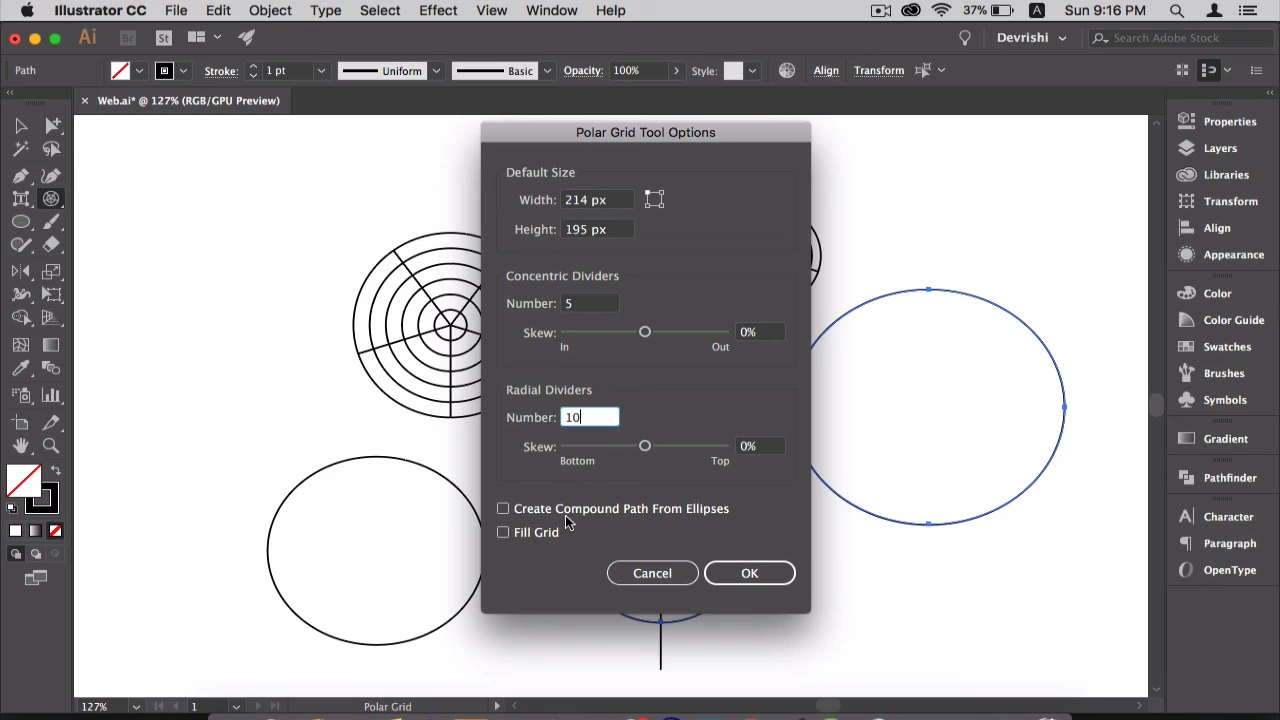 Illustrator CC File Edit Object Type Select Effect View Window Help 37% A Sun 9:16 PM
Ai Br St Devrishi Search Adobe Stock
Path Stroke: 1 pt Uniform Basic Opacity: 100% Style: Align Transform
× Web.ai* @ 127% (RGB/GPU Preview)
Polar Grid Tool Options
Default Size
Width: 214 px
Height: 195 px
Concentric Dividers
Number: 5
Skew: 0%
In Out
Radial Dividers
Number: 10
Skew: 0%
Bottom Top
Create Compound Path From Ellipses
Fill Grid
Cancel OK
Properties
Layers
Libraries
Transform
Align
Appearance
Color
Color Guide
Swatches
Brushes
Symbols
Gradient
Pathfinder
Character
Paragraph
OpenType
127% 1 Polar Grid